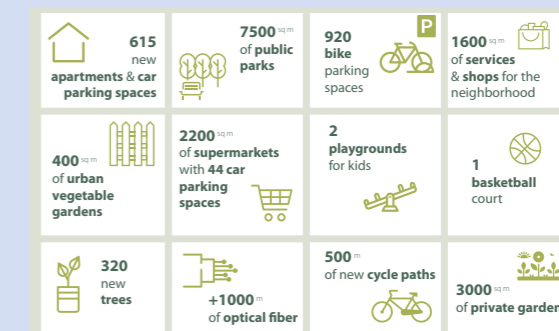 615
new
apartments & car
parking spaces
7500 sq m
of public
parks
P
920
bike
parking
spaces
1600 sq m
of services
& shops for the
neighborhood
400 sq m
of urban
vegetable
gardens
2200 sq m
of supermarkets
with 44 car
parking
spaces
2
playgrounds
for kids
1
basketball
court
320
new
trees
+1000 m
of optical fiber
500 m
of new cycle paths
3000 sq m
of private garden